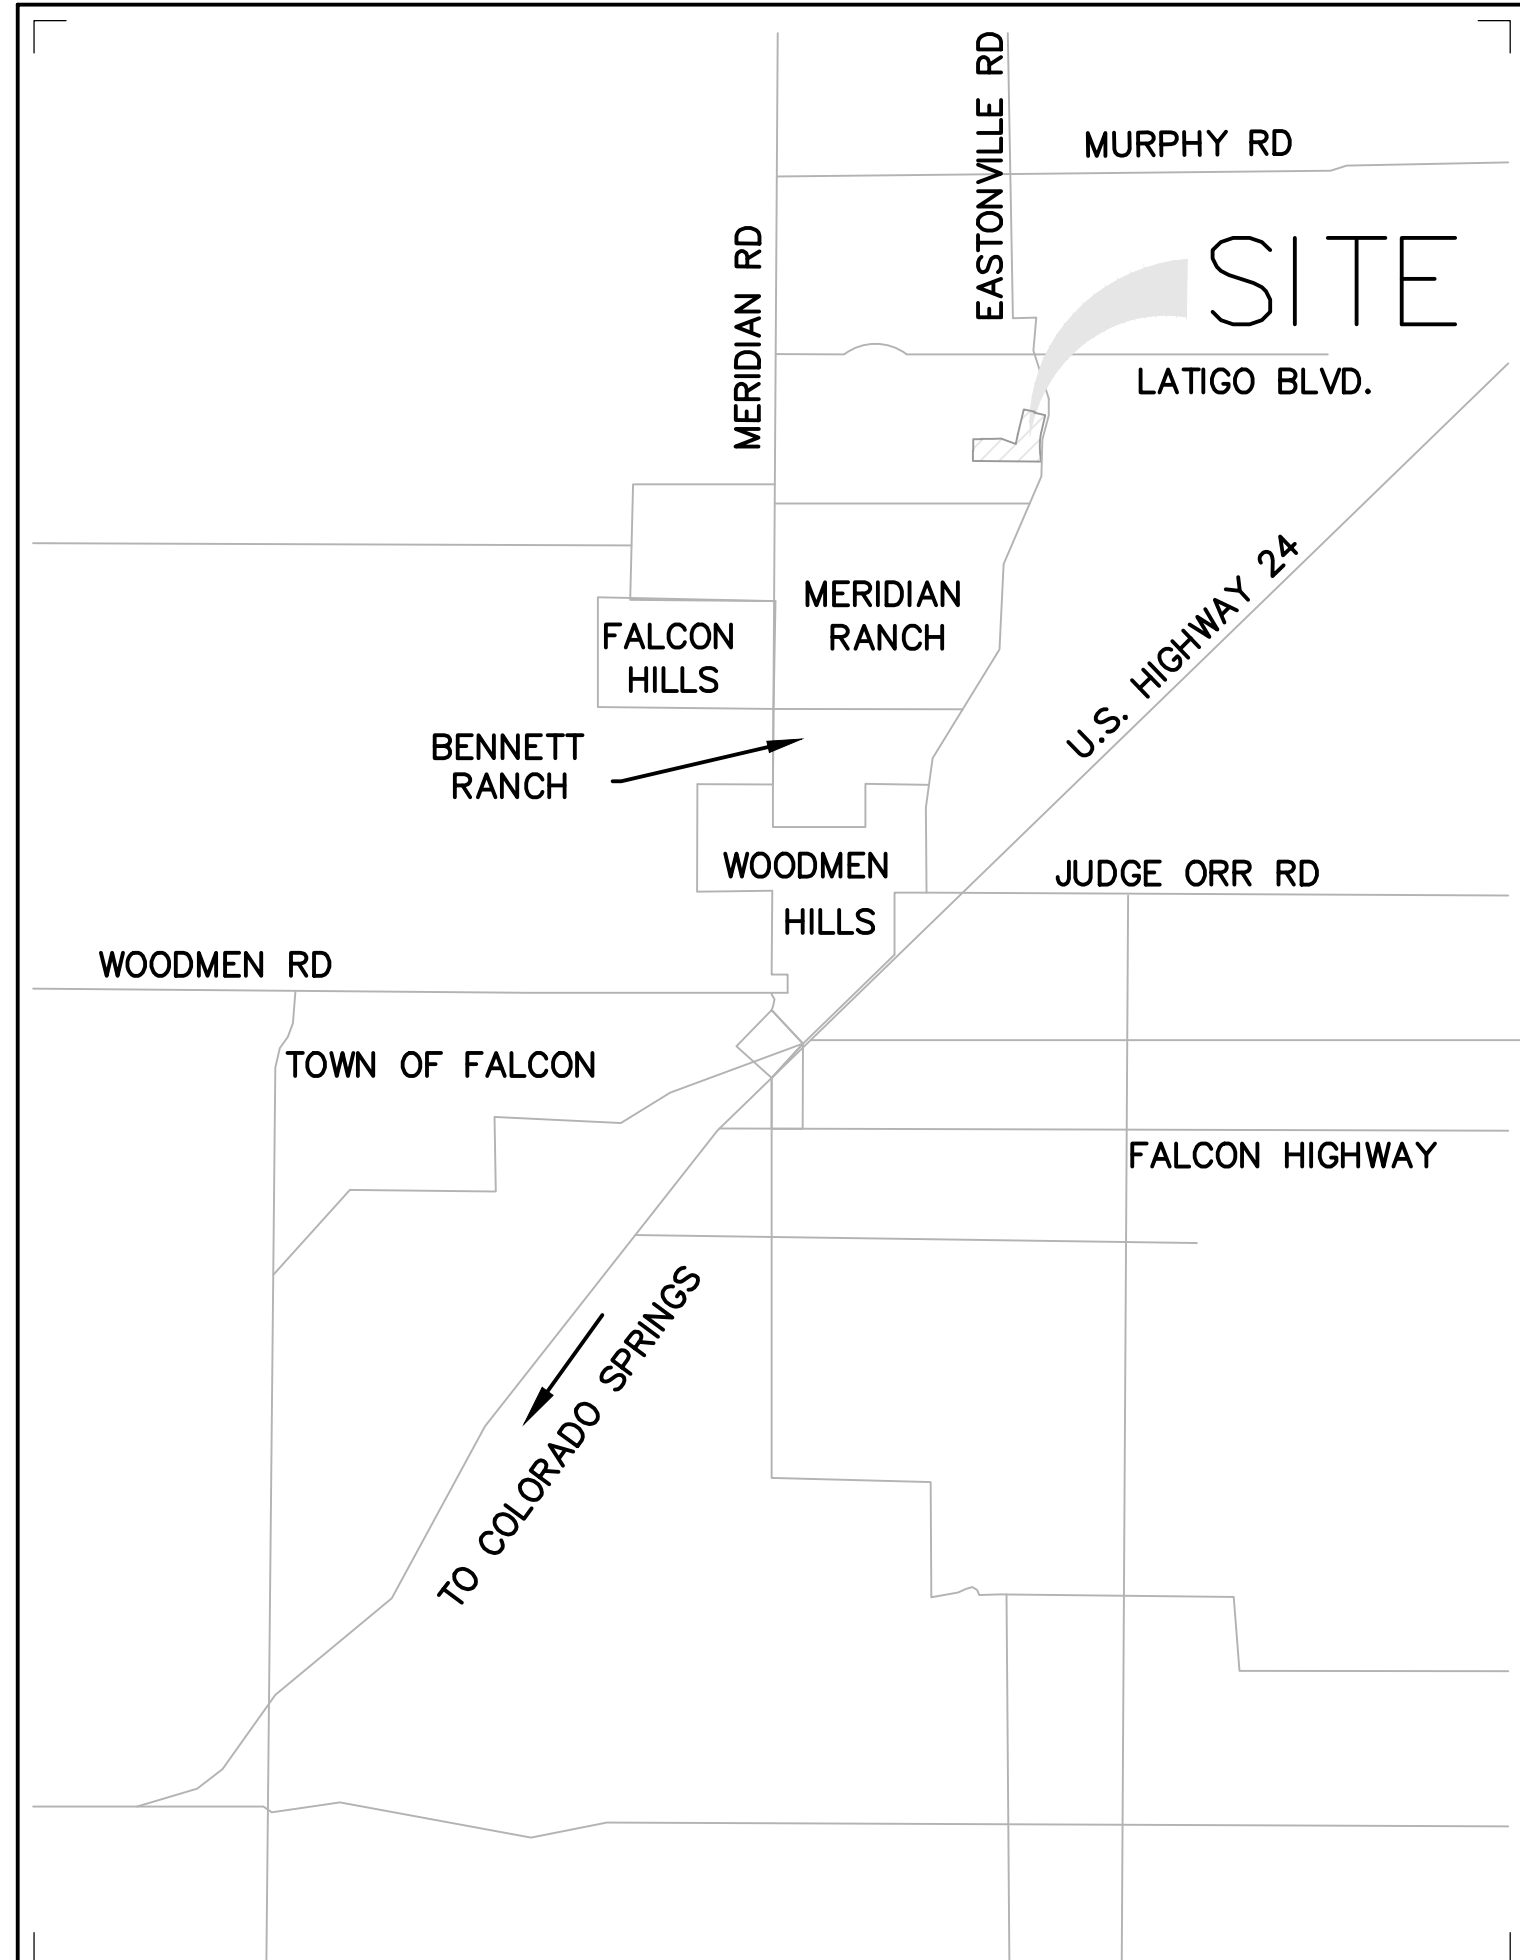 EASTONVILLE RD
MURPHY RD
MERIDIAN RD
SITE
LATIGO BLVD.
U.S. HIGHWAY 24
MERIDIAN
RANCH
FALCON
HILLS
BENNETT
RANCH
WOODMEN
HILLS
JUDGE ORR RD
WOODMEN RD
TOWN OF FALCON
FALCON HIGHWAY
TO COLORADO SPRINGS